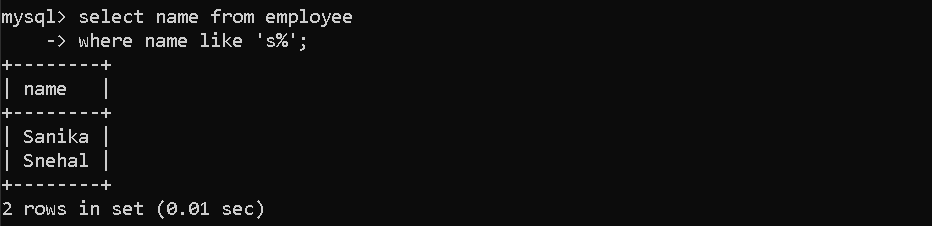 mysql> select name from employee
    -> where name like 's%';
+--------+
| name   |
+--------+
| Sanika |
| Snehal |
+--------+
2 rows in set (0.01 sec)